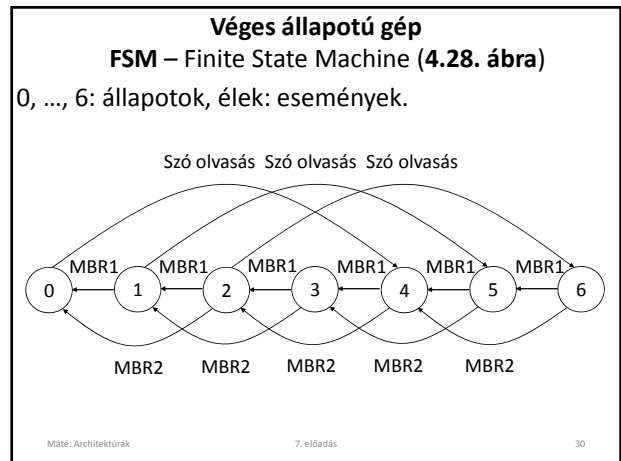 Véges állapotú gép
FSM – Finite State Machine (4.28. ábra)
0, …, 6: állapotok, élek: események.
Szó olvasás Szó olvasás Szó olvasás
MBR1 MBR1 MBR1 MBR1 MBR1 MBR1
0 1 2 3 4 5 6
MBR2 MBR2 MBR2 MBR2 MBR2
Máté: Architektúrák 7. előadás 30